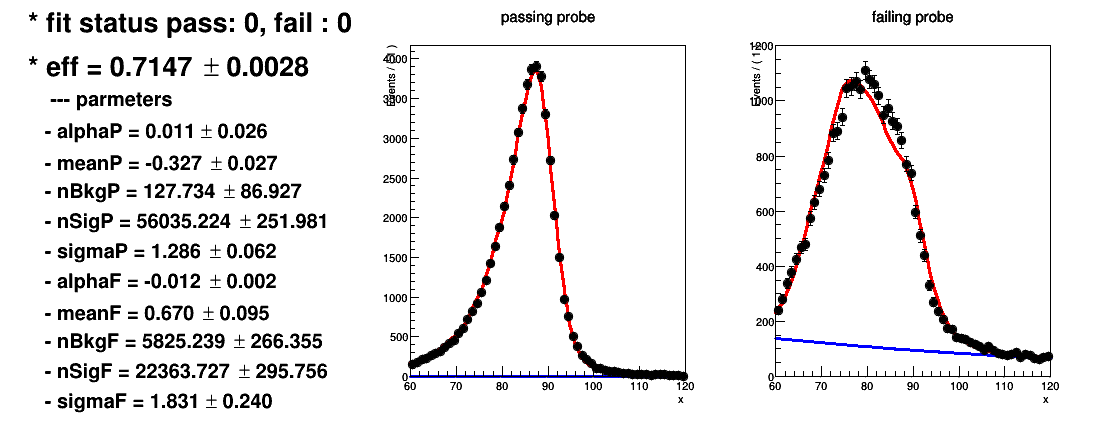 * fit status pass: 0, fail : 0
* eff = 0.7147 ± 0.0028
--- parmeters
- alphaP = 0.011 ± 0.026
- meanP = -0.327 ± 0.027
- nBkgP = 127.734 ± 86.927
- nSigP = 56035.224 ± 251.981
- sigmaP = 1.286 ± 0.062
- alphaF = -0.012 ± 0.002
- meanF = 0.670 ± 0.095
- nBkgF = 5825.239 ± 266.355
- nSigF = 22363.727 ± 295.756
- sigmaF = 1.831 ± 0.240
passing probe
4000
3500
3000
2500
2000
1500
1000
500
0
60 70 80 90 100 110 120
x
failing probe
1200
1000
800
600
400
200
0
60 70 80 90 100 110 120
x